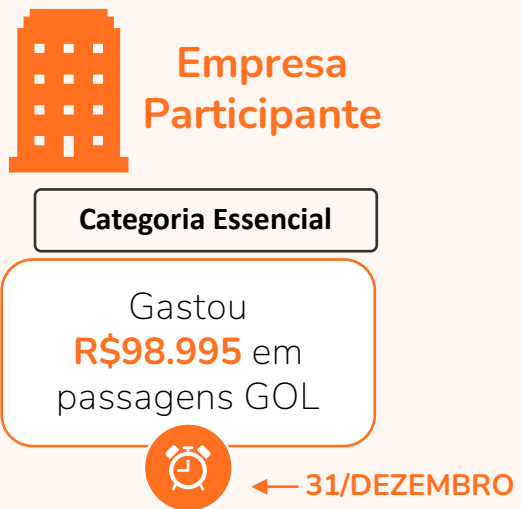 Empresa
Participante
Categoria Essencial
Gastou
R$98.995 em
passagens GOL
31/DEZEMBRO